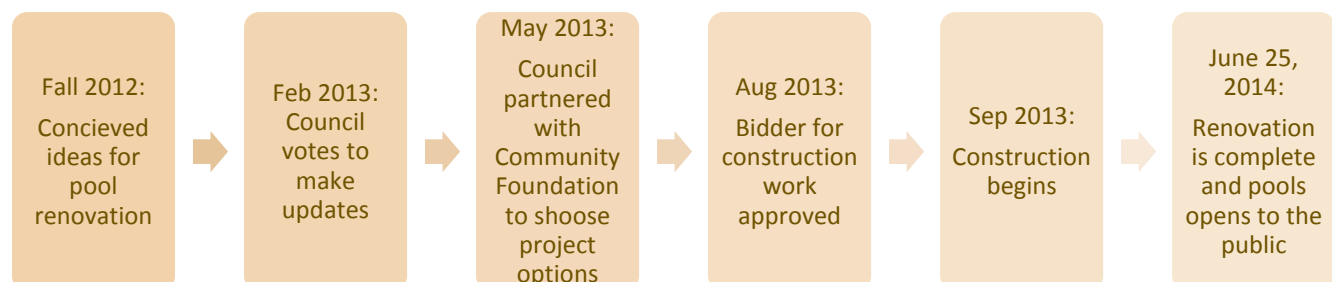 Fall 2012:
Concieved
ideas for
pool
renovation
Feb 2013:
Council
votes to
make
updates
May 2013:
Council
partnered
with
Community
Foundation
to shoose
project
options
Aug 2013:
Bidder for
construction
work
approved
Sep 2013:
Construction
begins
June 25,
2014:
Renovation
is complete
and pools
opens to the
public